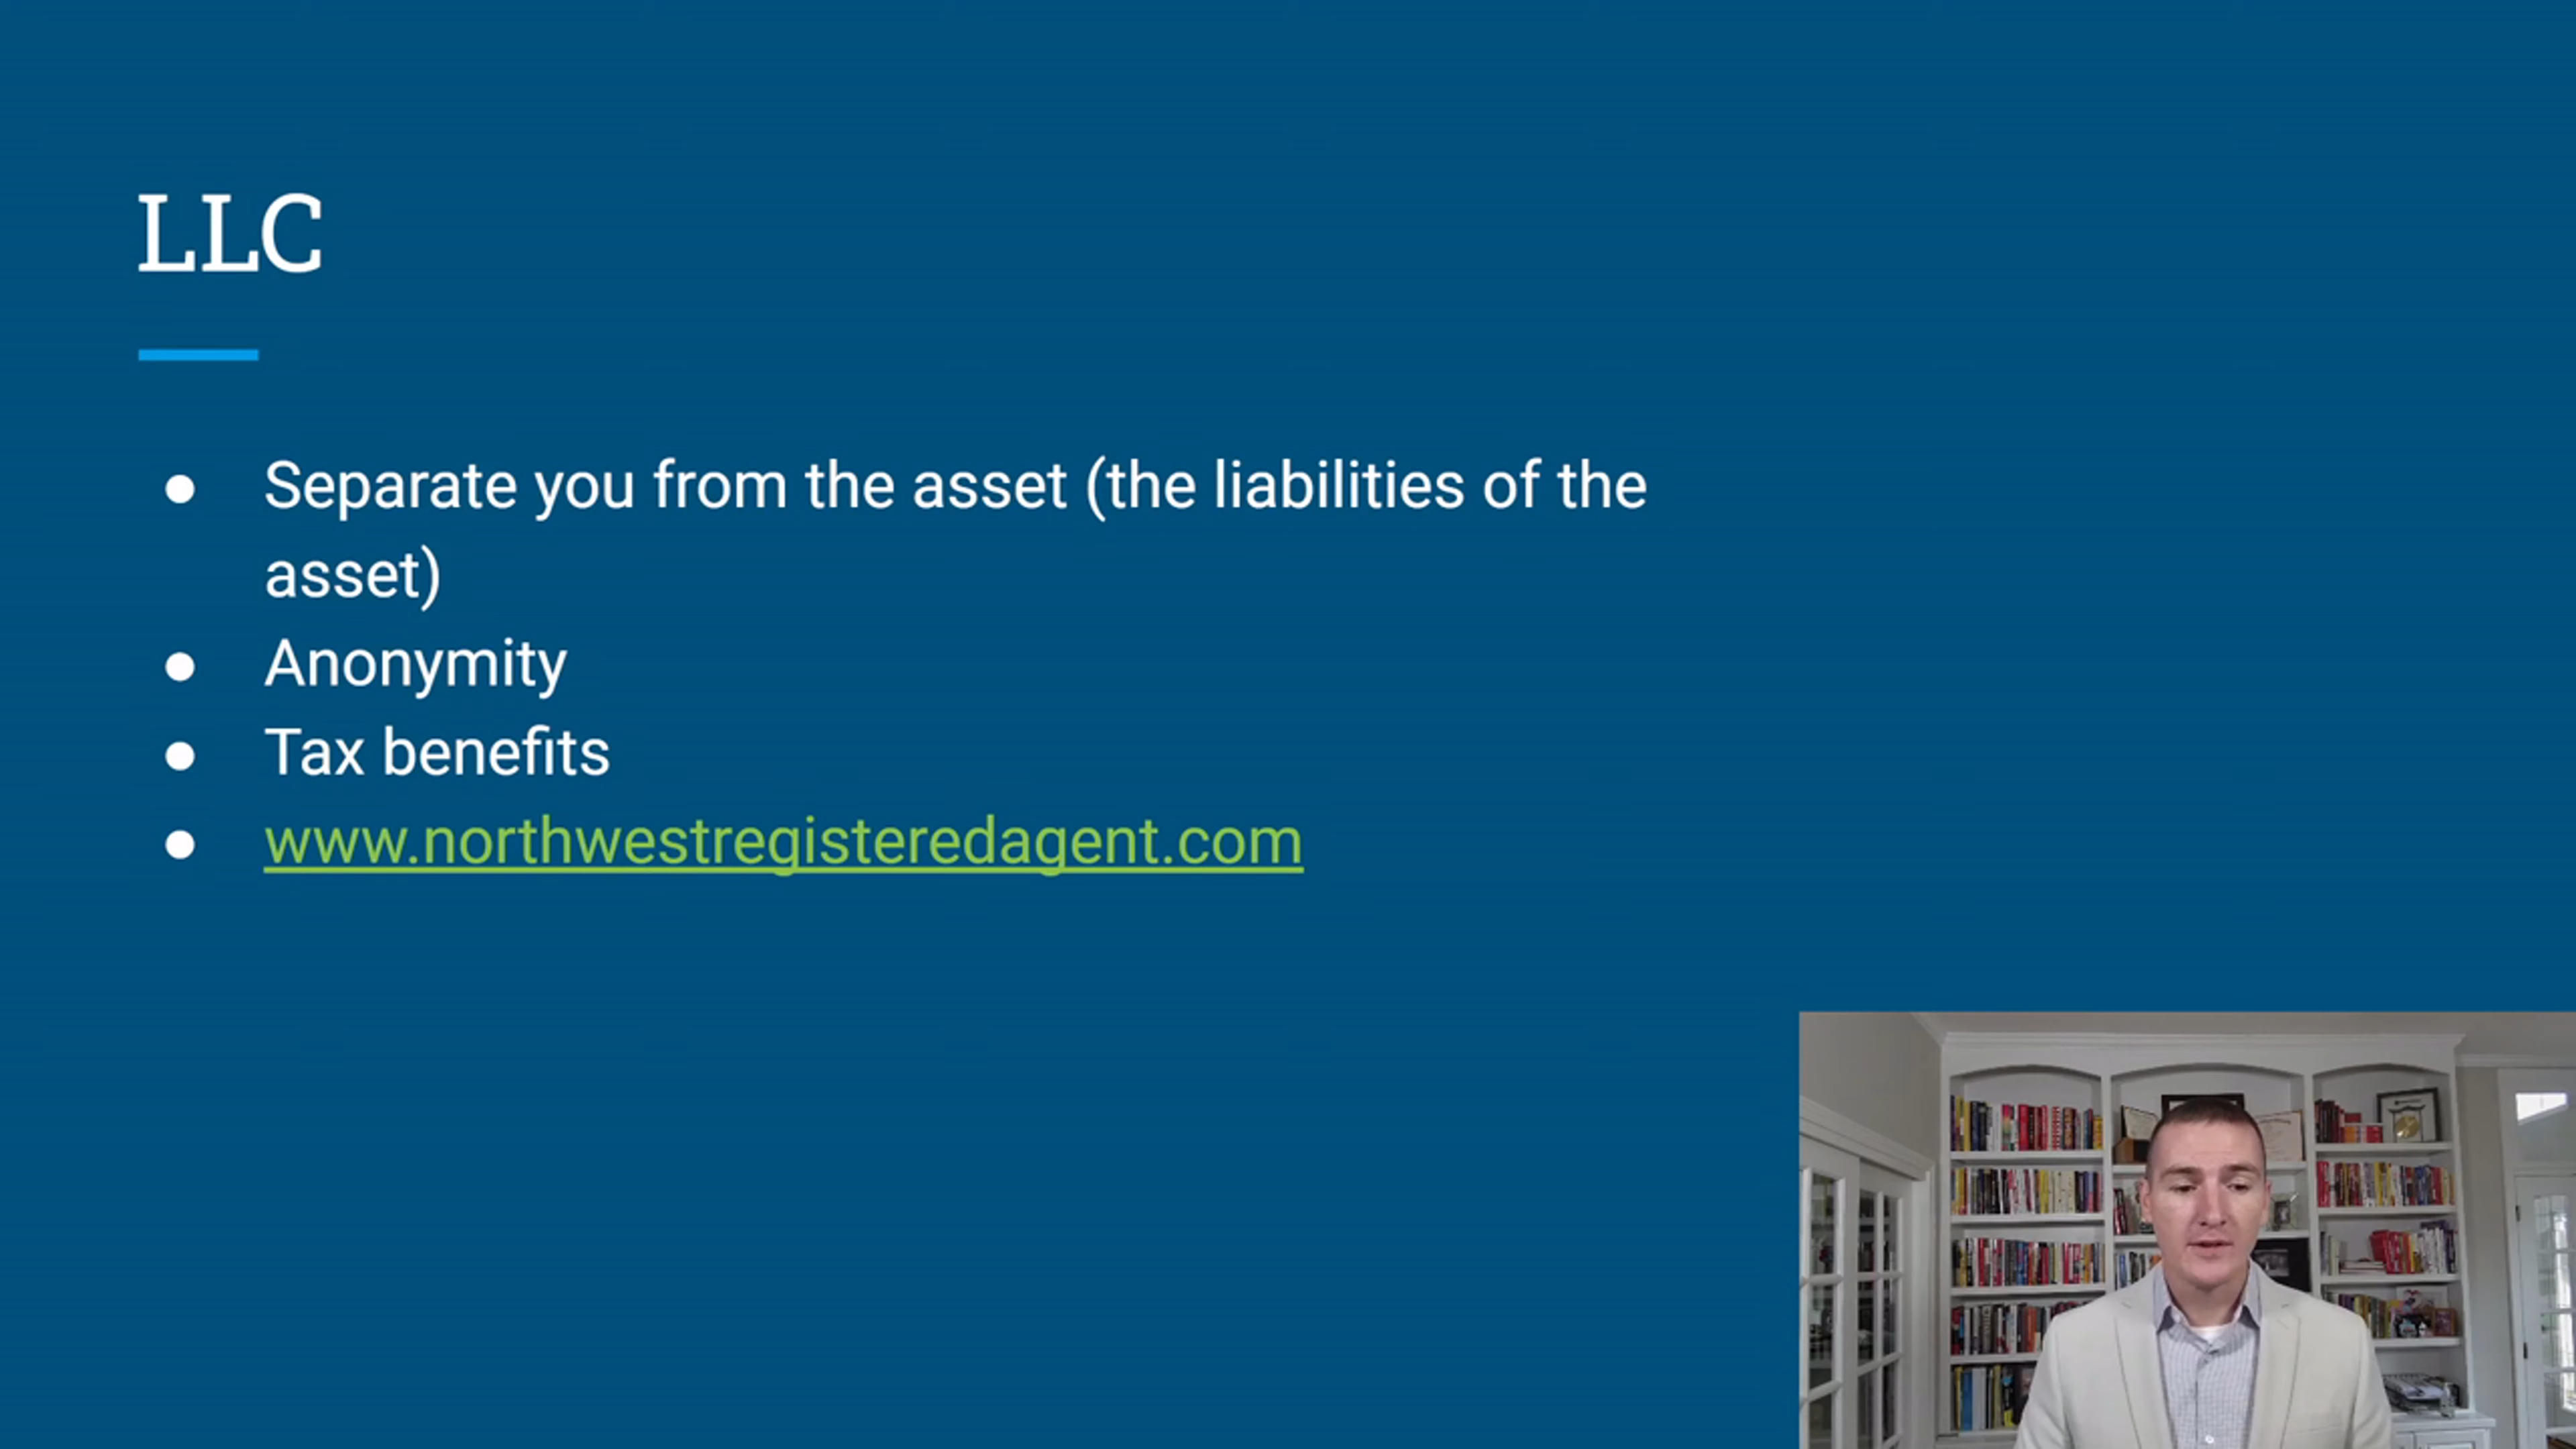 LLC
● Separate you from the asset (the liabilities of the
asset)
● Anonymity
● Tax benefits
● www.northwestregisteredagent.com